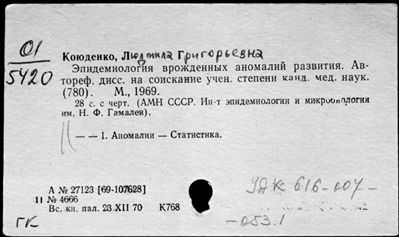 01
5420
Коюденко, Людмила Григорьевна
Эпидемиология врожденных аномалий развития. Ав-
тореф. дисс. на соискание учен. степени канд. мед. наук.
(780). М., 1969.
28 с. с черт. (АМН СССР. Ин-т эпидемиологии и микробиологии
им. Н. Ф. Гамалеи).
— — 1. Аномалии — Статистика.
А № 27123 [69-107628]
11 № 4666
Вс. кн. пал. 23 XII 70 К768
УДК 616-007-
-053.1
ГК